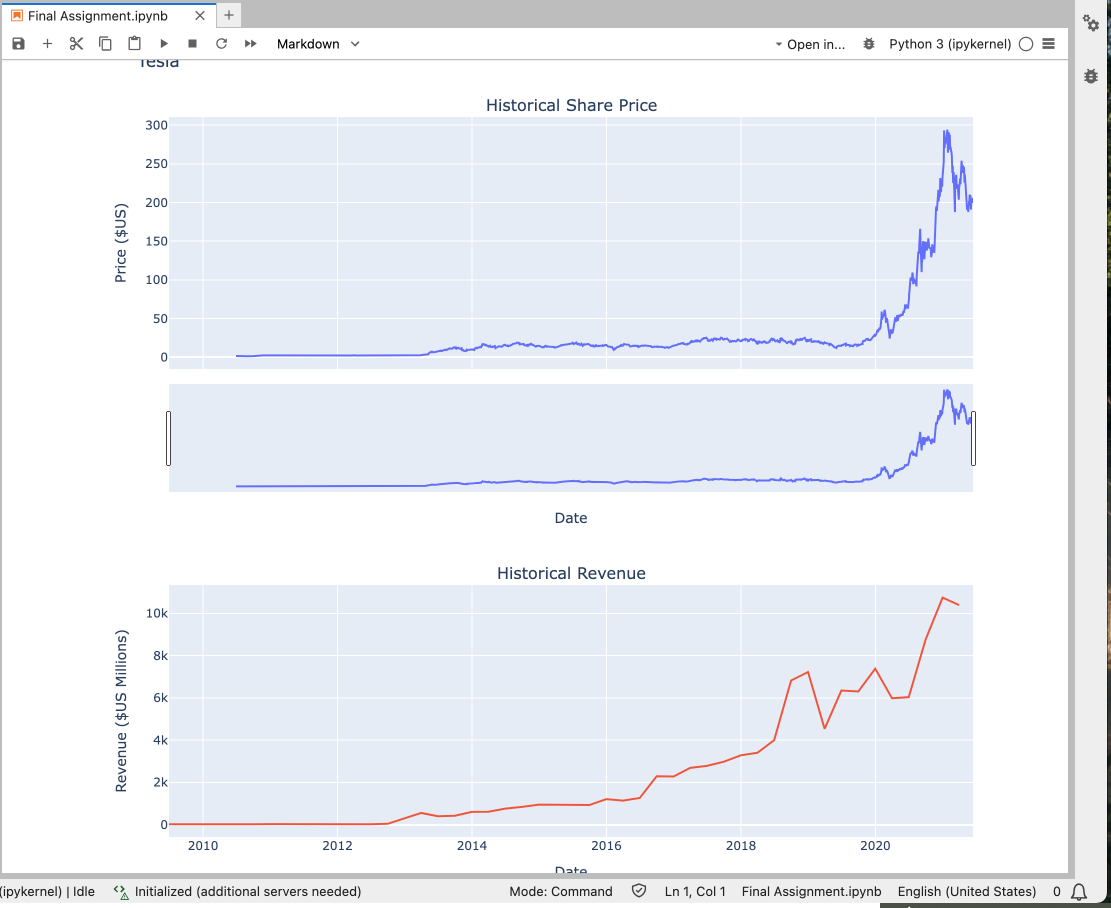 Final Assignment.ipynb
Markdown
Open in...
Python 3 (ipykernel)
Tesla
Historical Share Price
300
250
200
150
100
50
0
Price ($US)
Date
Historical Revenue
10k
8k
6k
4k
2k
0
Revenue ($US Millions)
2010 2012 2014 2016 2018 2020
Date
(ipykernel) | Idle Initialized (additional servers needed) Mode: Command Ln 1, Col 1 Final Assignment.ipynb English (United States) 0